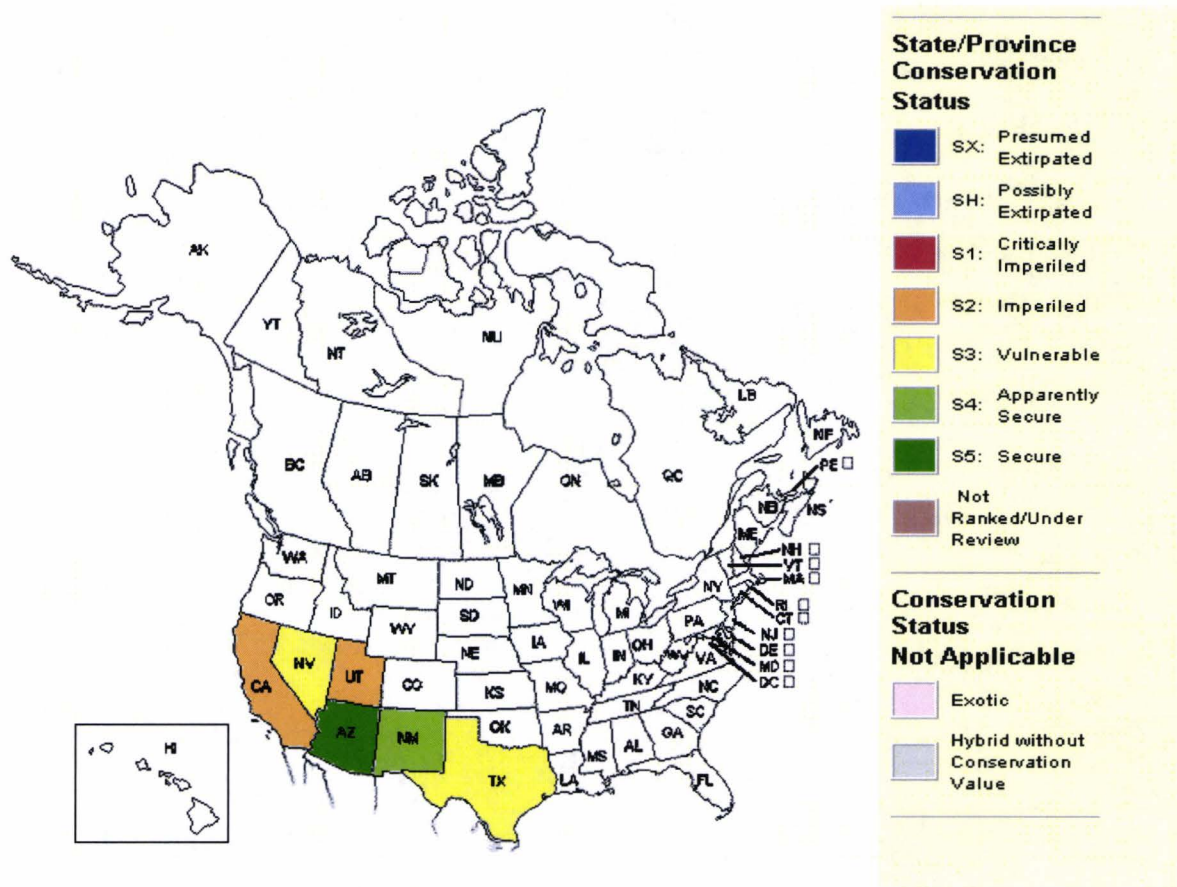 AK
YT
NT
NU
BC
AB
SK
MB
ON
QC
LB
NF
PE
NB
NS
ME
NH
VT
MA
RI
CT
NJ
DE
MD
DC
WA
OR
ID
MT
WY
ND
SD
NE
KS
OK
MN
IA
MO
AR
LA
WI
IL
MI
IN
OH
KY
TN
MS
AL
GA
FL
SC
NC
VA
WV
PA
NY
CA
NV
UT
CO
AZ
NM
TX
HI
State/Province
Conservation
Status
SX: Presumed
Extirpated
SH: Possibly
Extirpated
S1: Critically
Imperiled
S2: Imperiled
S3: Vulnerable
S4: Apparently
Secure
S5: Secure
Not
Ranked/Under
Review
Conservation
Status
Not Applicable
Exotic
Hybrid without
Conservation
Value